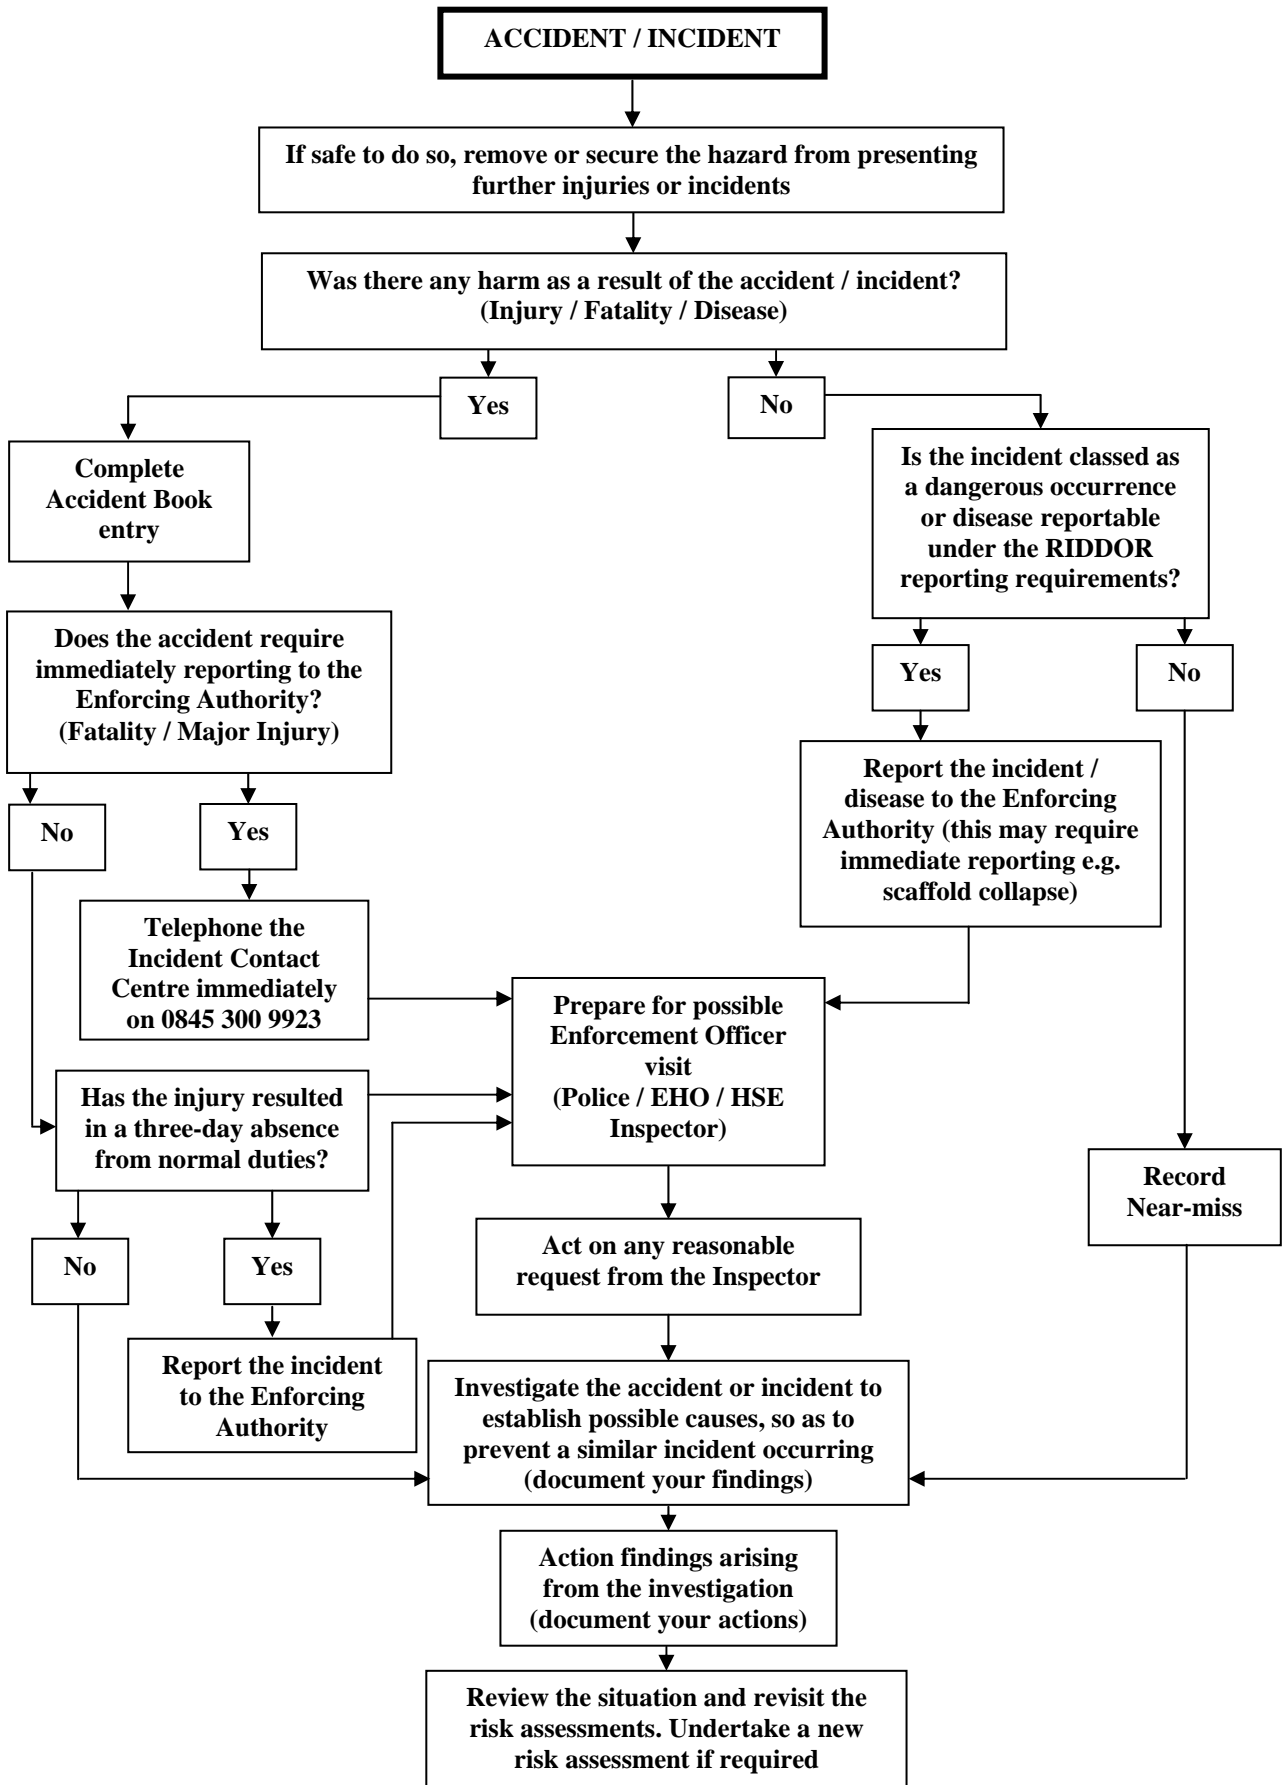 ACCIDENT / INCIDENT
If safe to do so, remove or secure the hazard from presenting
further injuries or incidents
Was there any harm as a result of the accident / incident?
(Injury / Fatality / Disease)
Yes
No
Complete
Accident Book
entry
Is the incident classed as
a dangerous occurrence
or disease reportable
under the RIDDOR
reporting requirements?
Does the accident require
immediately reporting to the
Enforcing Authority?
(Fatality / Major Injury)
Yes
No
Report the incident /
disease to the Enforcing
Authority (this may require
immediate reporting e.g.
scaffold collapse)
No
Yes
Telephone the
Incident Contact
Centre immediately
on 0845 300 9923
Prepare for possible
Enforcement Officer
visit
(Police / EHO / HSE
Inspector)
Has the injury resulted
in a three-day absence
from normal duties?
Record
Near-miss
No
Yes
Act on any reasonable
request from the Inspector
Report the incident
to the Enforcing
Authority
Investigate the accident or incident to
establish possible causes, so as to
prevent a similar incident occurring
(document your findings)
Action findings arising
from the investigation
(document your actions)
Review the situation and revisit the
risk assessments. Undertake a new
risk assessment if required